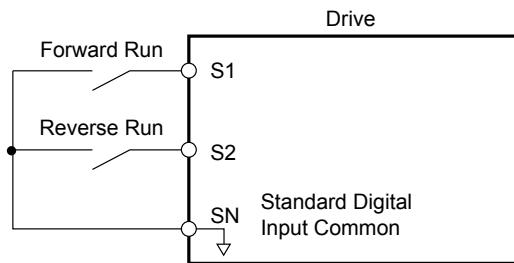 Drive
Forward Run
S1
Reverse Run
S2
SN
Standard Digital
Input Common